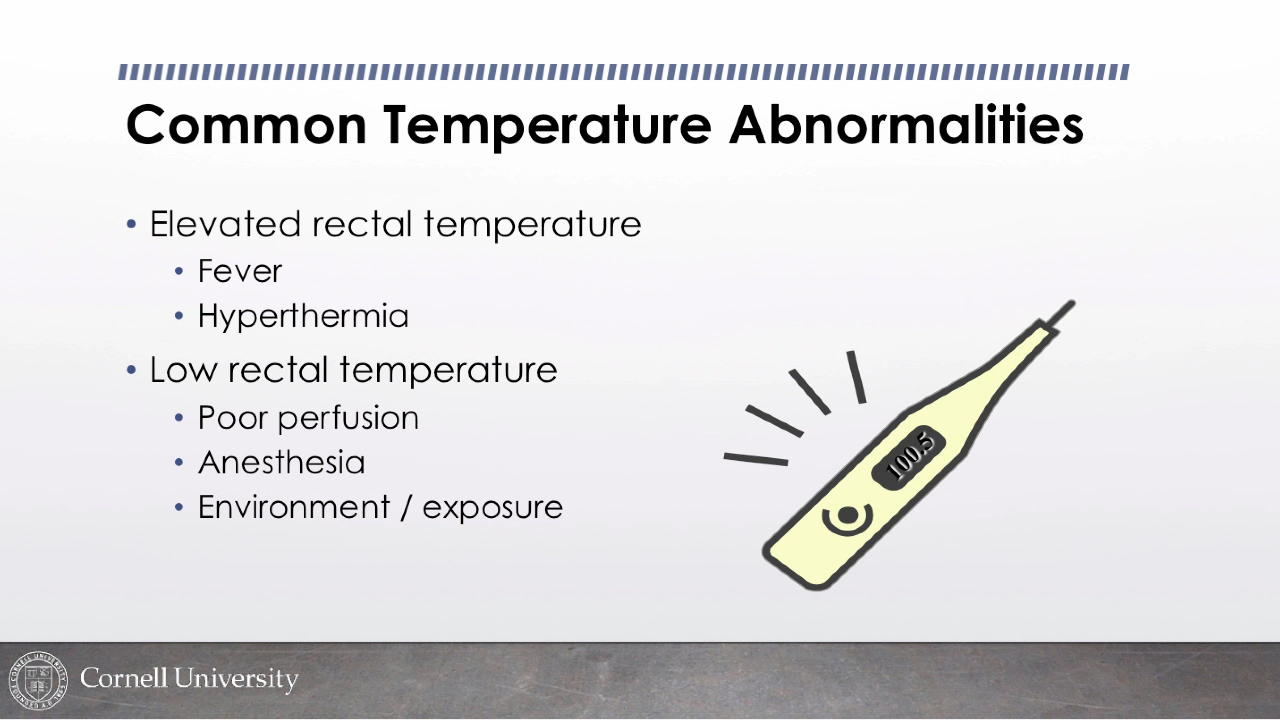 Common Temperature Abnormalities
• Elevated rectal temperature
• Fever
• Hyperthermia
• Low rectal temperature
• Poor perfusion
• Anesthesia
• Environment / exposure
100.5
Cornell University